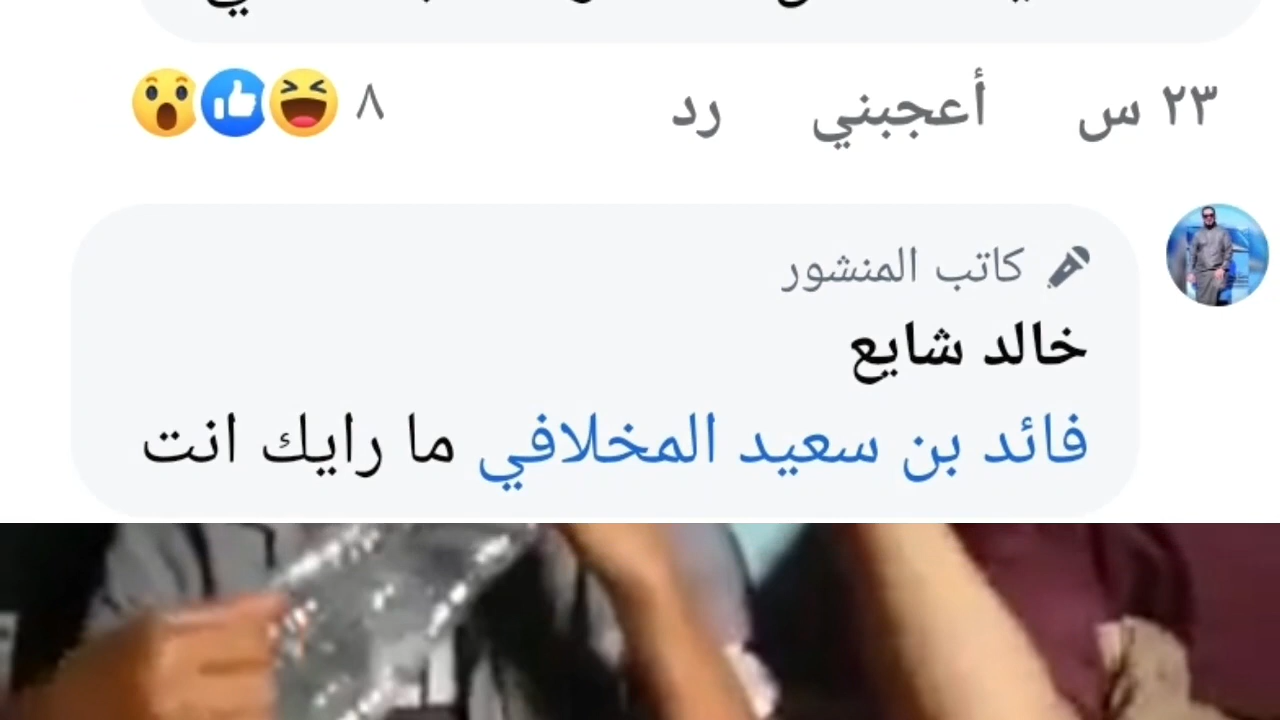 ٢٣ س أعجبني رد ٨
كاتب المنشور
خالد شايع
فائد بن سعيد المخلافي ما رايك انت